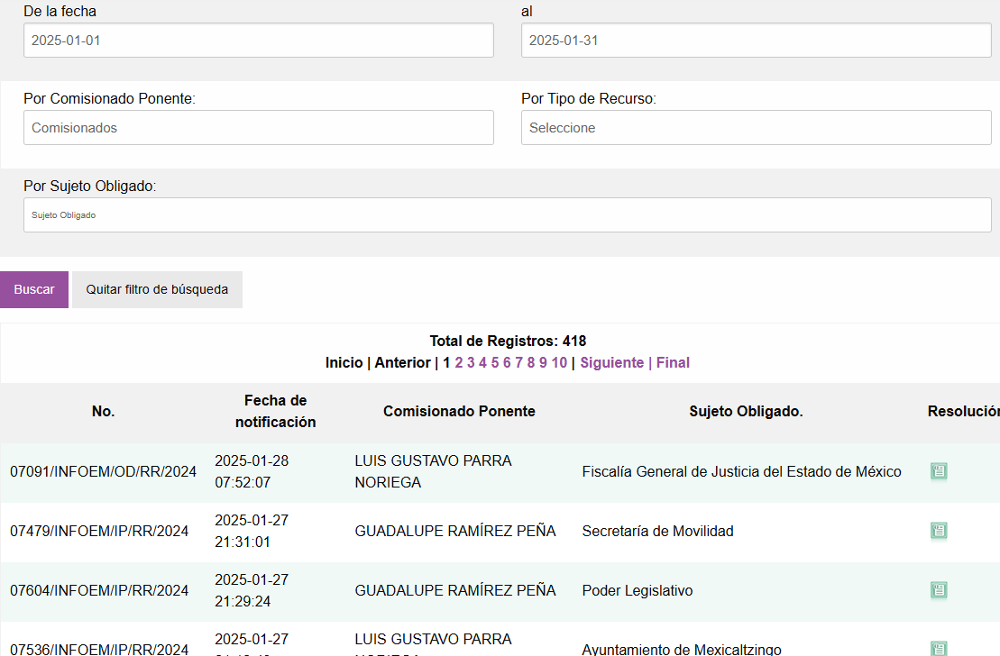 De la fecha al
2025-01-01 2025-01-31
Por Comisionado Ponente: Por Tipo de Recurso:
Comisionados Seleccione
Por Sujeto Obligado:
Sujeto Obligado
Buscar Quitar filtro de búsqueda
Total de Registros: 418
Inicio | Anterior | 1 2 3 4 5 6 7 8 9 10 | Siguiente | Final
No. Fecha de notificación Comisionado Ponente Sujeto Obligado. Resolución
07091/INFOEM/OD/RR/2024 2025-01-28 07:52:07 LUIS GUSTAVO PARRA NORIEGA Fiscalía General de Justicia del Estado de México
07479/INFOEM/IP/RR/2024 2025-01-27 21:31:01 GUADALUPE RAMÍREZ PEÑA Secretaría de Movilidad
07604/INFOEM/IP/RR/2024 2025-01-27 21:29:24 GUADALUPE RAMÍREZ PEÑA Poder Legislativo
07536/INFOEM/IP/RR/2024 2025-01-27 LUIS GUSTAVO PARRA Ayuntamiento de Mexicaltzingo